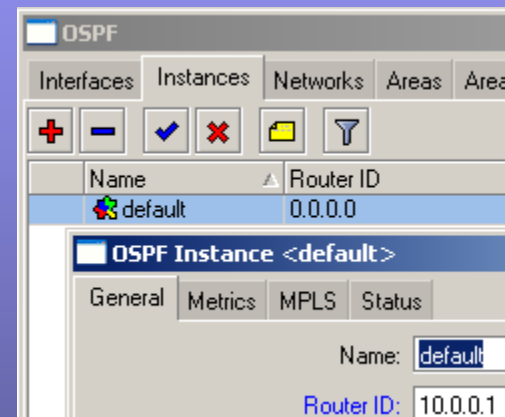 OSPF
Interfaces Instances Networks Areas Area
Name Router ID
default 0.0.0.0
OSPF Instance <default>
General Metrics MPLS Status
Name: default
Router ID: 10.0.0.1